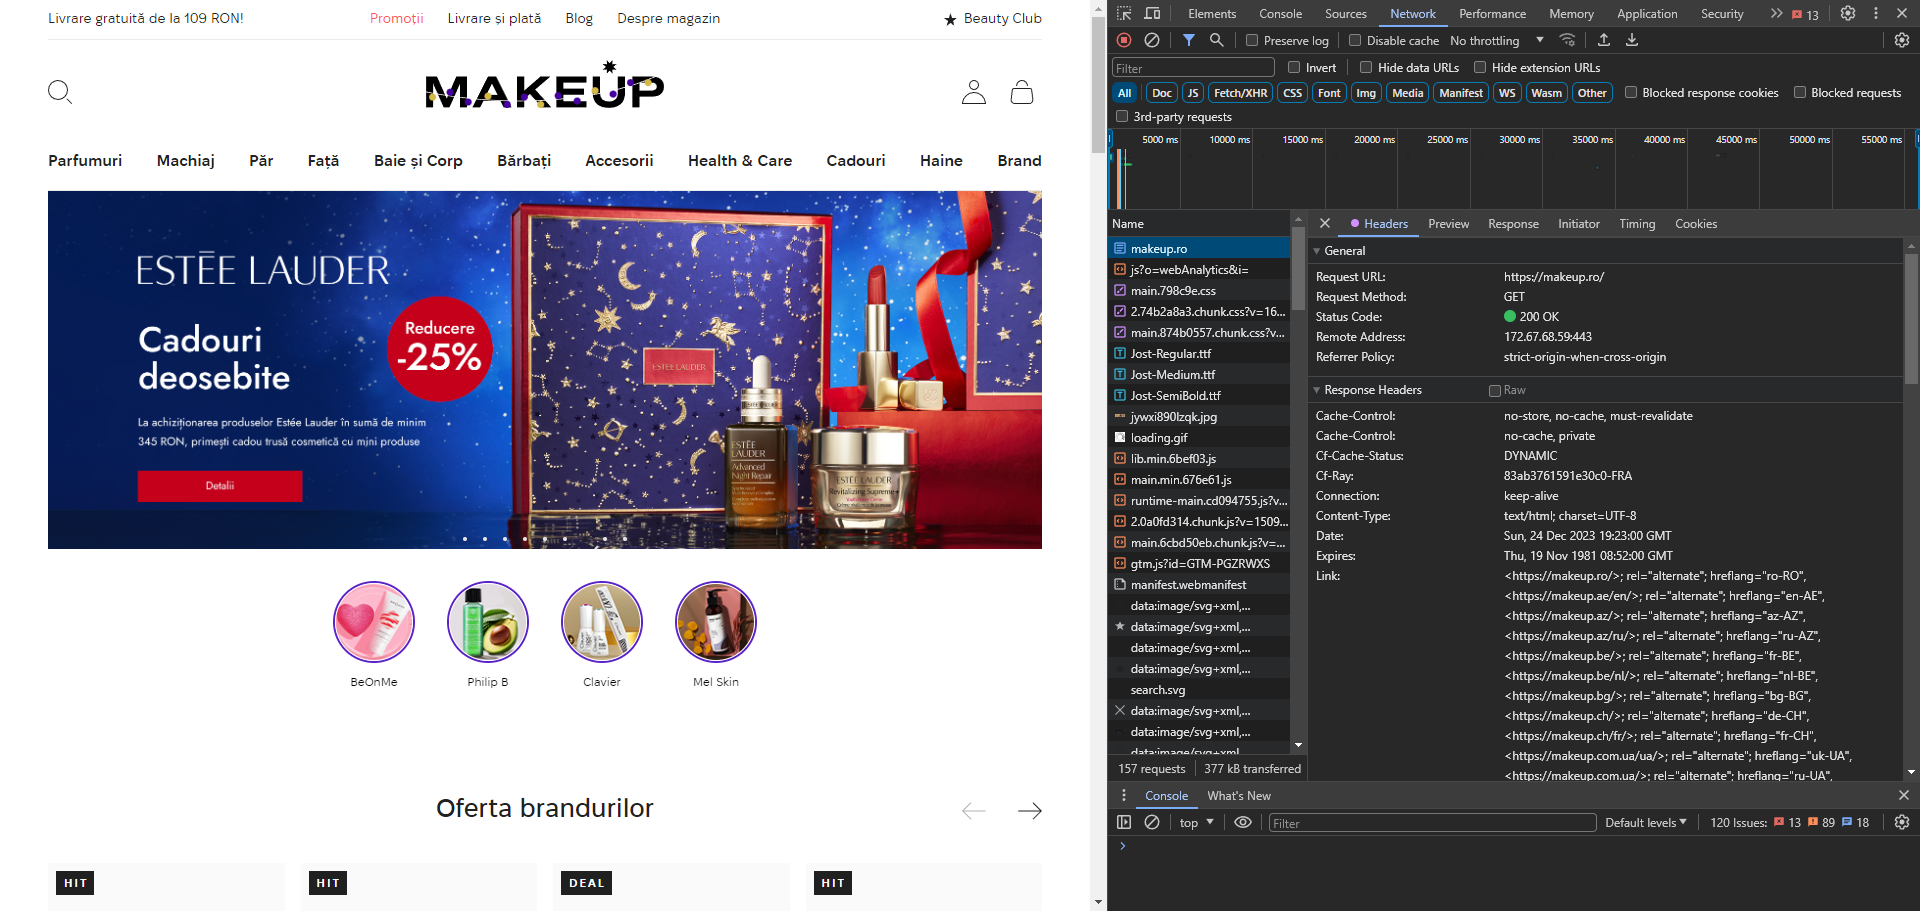 Livrare gratuită de la 109 RON!
Promoții Livrare și plată Blog Despre magazin
Beauty Club
MAKEUP
Parfumuri Machiaj Păr Față Baie și Corp Bărbați Accesorii Health & Care Cadouri Haine Brand
ESTĒE LAUDER
Cadouri
deosebite
Reducere
-25%
La achiziționarea produselor Estée Lauder în sumă de minim
345 RON, primești cadou trusă cosmetică cu mini produse
Detalii
ESTĒE LAUDER
ESTĒE
LAUDER
Advanced
Night Repair
ESTĒE LAUDER
Revitalizing Supreme+
BeOnMe
Philip B
Clavier
Mel Skin
Oferta brandurilor
HIT
HIT
DEAL
HIT
Elements Console Sources Network Performance Memory Application Security 13
Preserve log Disable cache No throttling
Filter Invert Hide data URLs Hide extension URLs
All Doc JS Fetch/XHR CSS Font Img Media Manifest WS Wasm Other Blocked response cookies Blocked requests
3rd-party requests
5000 ms 10000 ms 15000 ms 20000 ms 25000 ms 30000 ms 35000 ms 40000 ms 45000 ms 50000 ms 55000 ms
Name
makeup.ro
js?o=webAnalytics&i=
main.798c9e.css
2.74b2a8a3.chunk.css?v=16...
main.874b0557.chunk.css?v...
Jost-Regular.ttf
Jost-Medium.ttf
Jost-SemiBold.ttf
jywxi890lzqk.jpg
loading.gif
lib.min.6bef03.js
main.min.676e61.js
runtime-main.cd094755.js?v...
2.0a0fd314.chunk.js?v=1509...
main.6cbd50eb.chunk.js?v=...
gtm.js?id=GTM-PGZRWXS
manifest.webmanifest
data:image/svg+xml,...
data:image/svg+xml,...
data:image/svg+xml,...
data:image/svg+xml,...
search.svg
data:image/svg+xml,...
data:image/svg+xml,...
data:image/svg+xml,...
157 requests 377 kB transferred
Headers Preview Response Initiator Timing Cookies
General
Request URL: https://makeup.ro/
Request Method: GET
Status Code: 200 OK
Remote Address: 172.67.68.59:443
Referrer Policy: strict-origin-when-cross-origin
Response Headers Raw
Cache-Control: no-store, no-cache, must-revalidate
Cache-Control: no-cache, private
Cf-Cache-Status: DYNAMIC
Cf-Ray: 83ab3761591e30c0-FRA
Connection: keep-alive
Content-Type: text/html; charset=UTF-8
Date: Sun, 24 Dec 2023 19:23:00 GMT
Expires: Thu, 19 Nov 1981 08:52:00 GMT
Link: <https://makeup.ro/>; rel="alternate"; hreflang="ro-RO",
<https://makeup.ae/en/>; rel="alternate"; hreflang="en-AE",
<https://makeup.az/>; rel="alternate"; hreflang="az-AZ",
<https://makeup.az/ru/>; rel="alternate"; hreflang="ru-AZ",
<https://makeup.be/>; rel="alternate"; hreflang="fr-BE",
<https://makeup.be/nl/>; rel="alternate"; hreflang="nl-BE",
<https://makeup.bg/>; rel="alternate"; hreflang="bg-BG",
<https://makeup.ch/>; rel="alternate"; hreflang="de-CH",
<https://makeup.ch/fr/>; rel="alternate"; hreflang="fr-CH",
<https://makeup.com.ua/ua/>; rel="alternate"; hreflang="uk-UA",
<https://makeup.com.ua/>; rel="alternate"; hreflang="ru-UA",
Console What's New
top Filter Default levels 120 Issues: 13 89 18